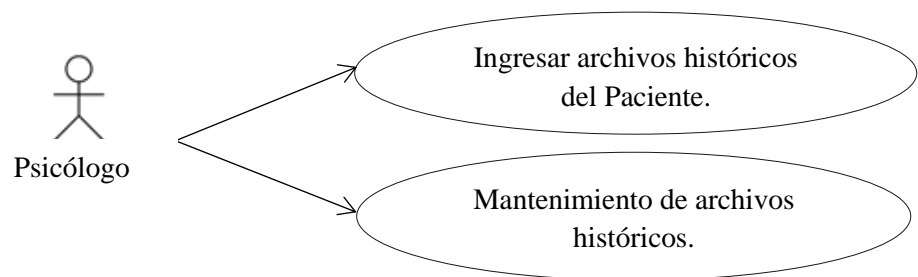 Ingresar archivos históricos
del Paciente.
Psicólogo
Mantenimiento de archivos
históricos.